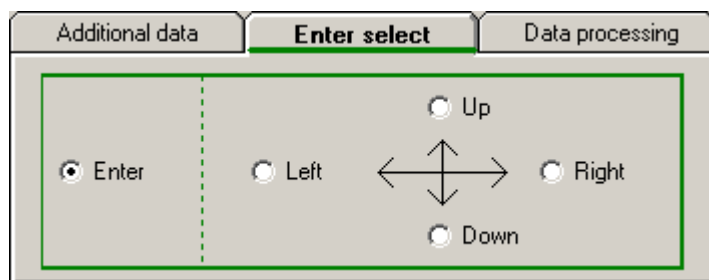 Additional data
Enter select
Data processing
Up
Enter
Left
Right
Down